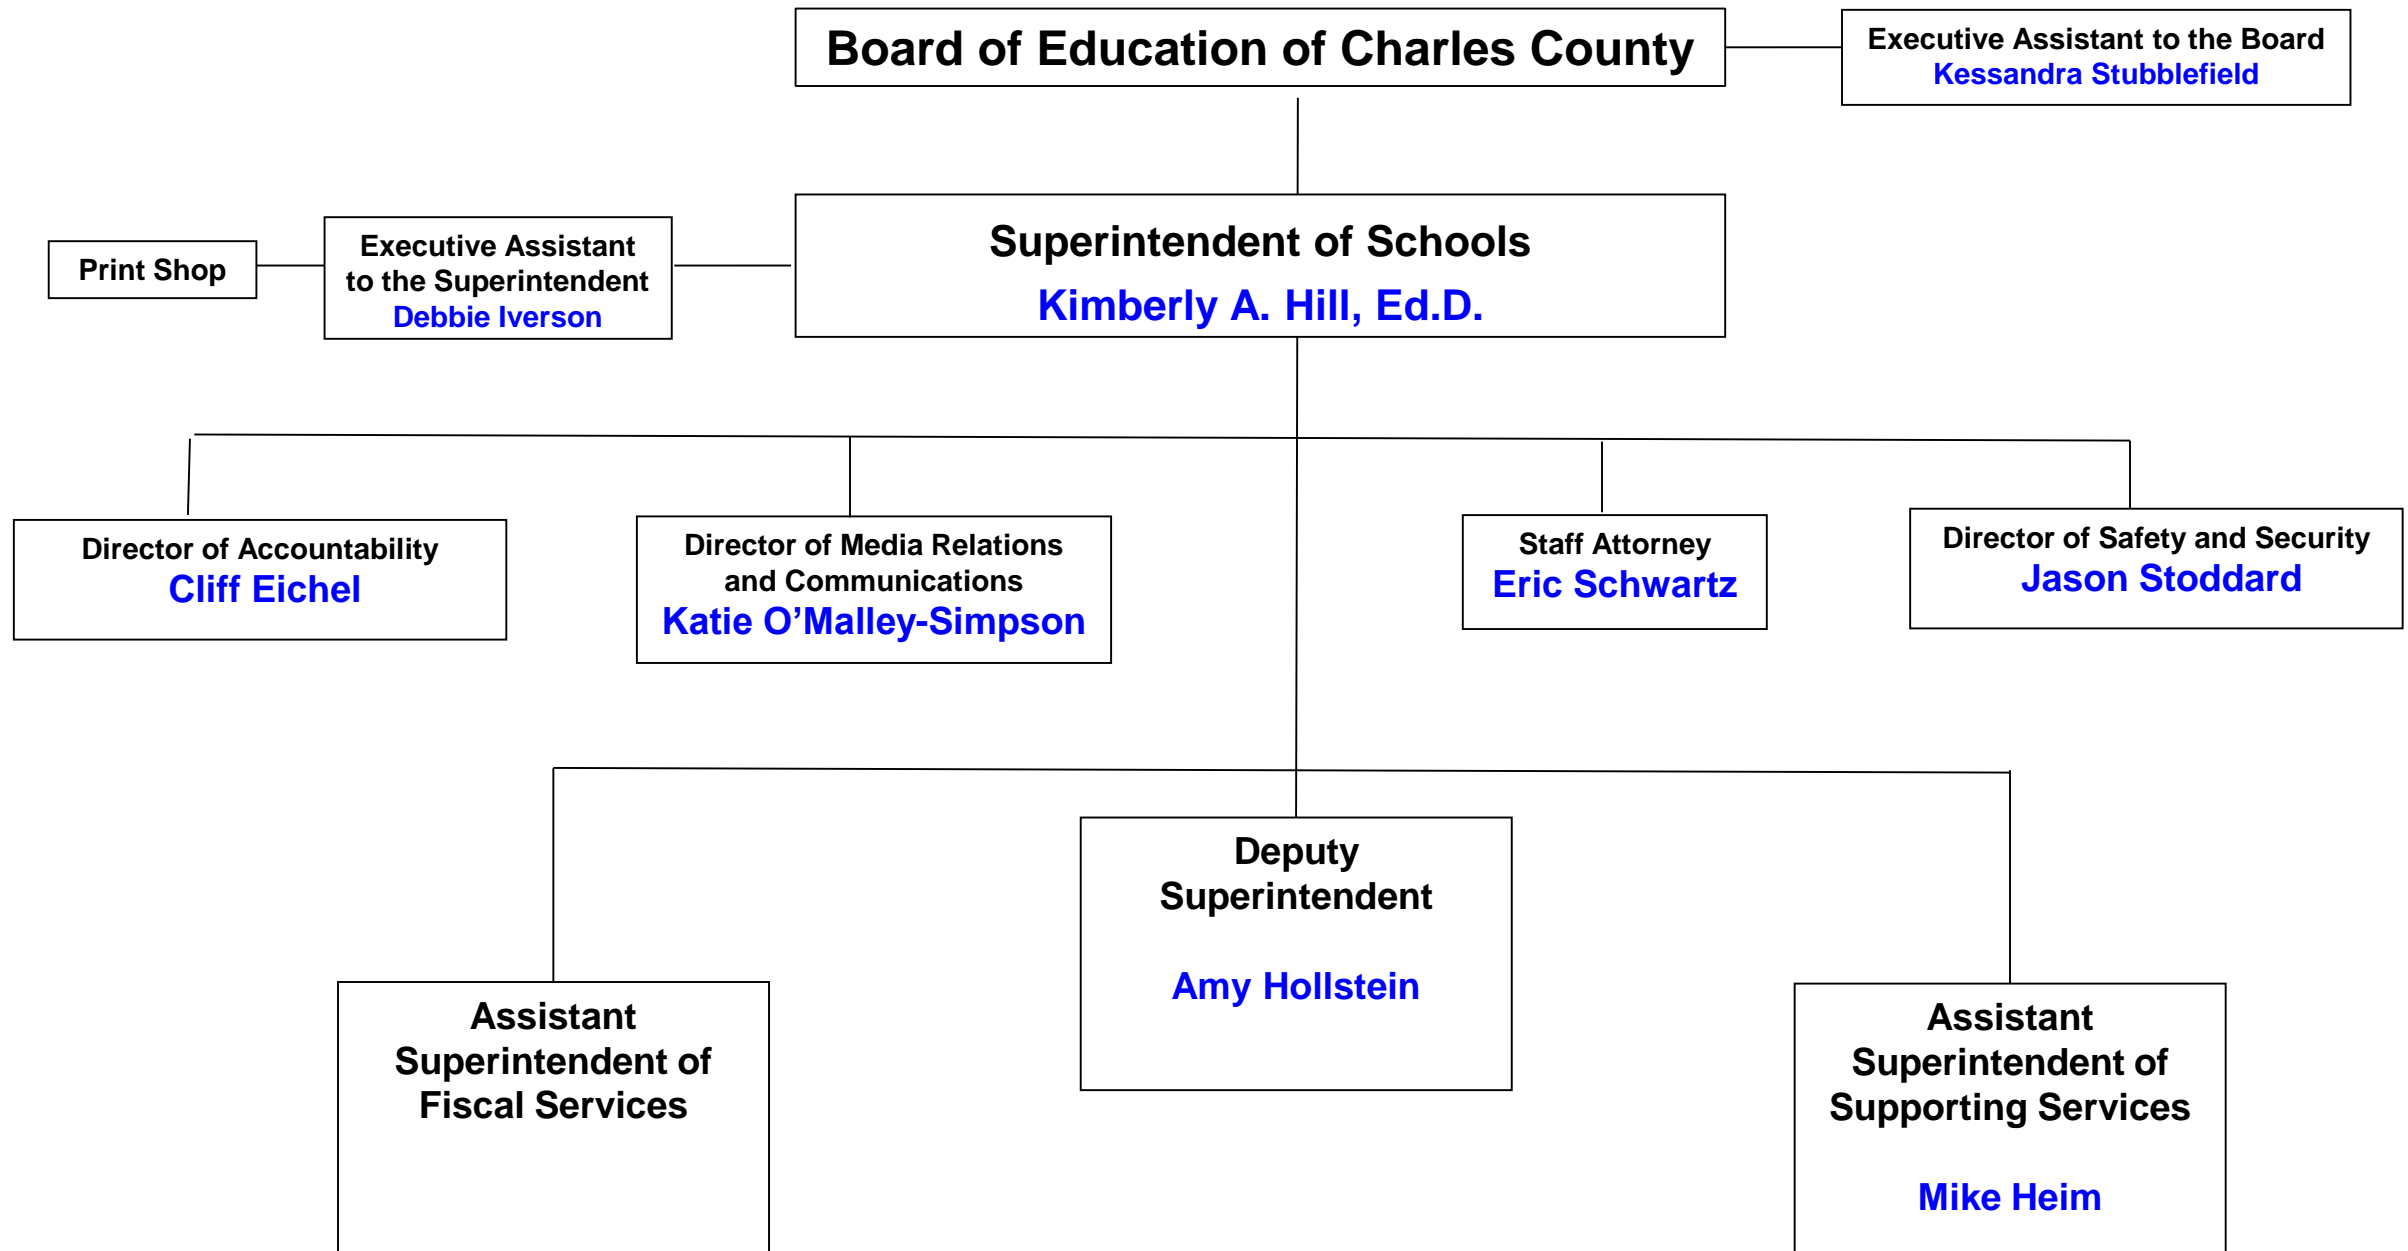 Board of Education of Charles County
Executive Assistant to the Board
Kessandra Stubblefield
Print Shop
Executive Assistant
to the Superintendent
Debbie Iverson
Superintendent of Schools
Kimberly A. Hill, Ed.D.
Director of Accountability
Cliff Eichel
Director of Media Relations
and Communications
Katie O’Malley-Simpson
Staff Attorney
Eric Schwartz
Director of Safety and Security
Jason Stoddard
Assistant
Superintendent of
Fiscal Services
Deputy
Superintendent
Amy Hollstein
Assistant
Superintendent of
Supporting Services
Mike Heim